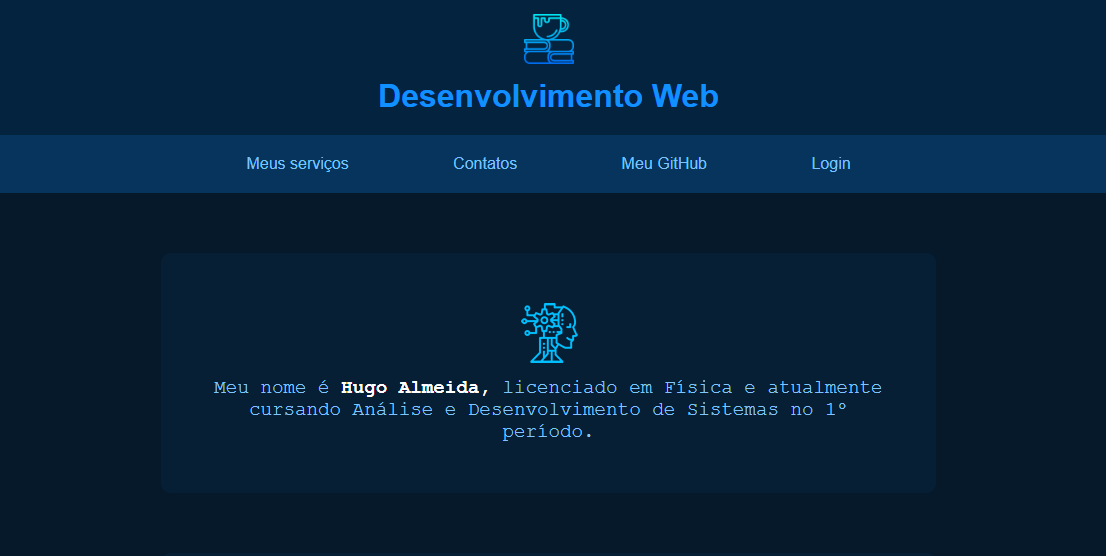 Desenvolvimento Web
Meus serviços Contatos Meu GitHub Login
Meu nome é Hugo Almeida, licenciado em Física e atualmente
cursando Análise e Desenvolvimento de Sistemas no 1º
período.